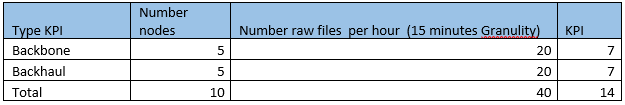 Type KPI Number nodes Number raw files per hour (15 minutes Granulity) KPI
Backbone 5 20 7
Backhaul 5 20 7
Total 10 40 14